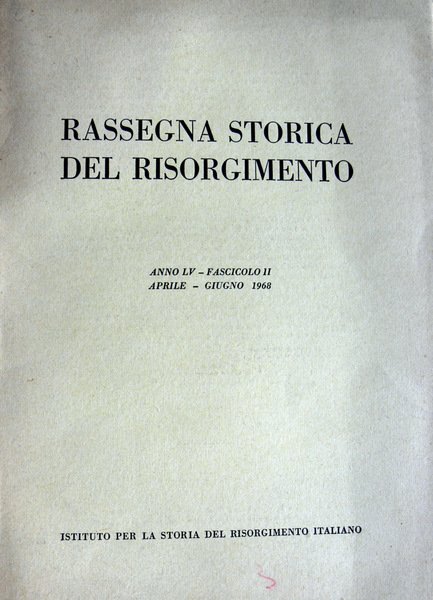 RASSEGNA STORICA
DEL RISORGIMENTO
ANNO LV – FASCICOLO II
APRILE – GIUGNO 1968
ISTITUTO PER LA STORIA DEL RISORGIMENTO ITALIANO